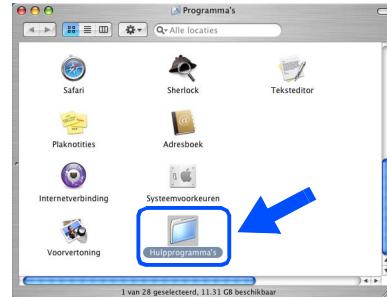 Programma's
Alle locaties
Safari
Sherlock
Teksteditor
Plaknotities
Adresboek
Internetverbinding
Systeemvoorkeuren
Voorvertoning
Hulpprogramma's
1 van 28 geselecteerd, 11.31 GB beschikbaar